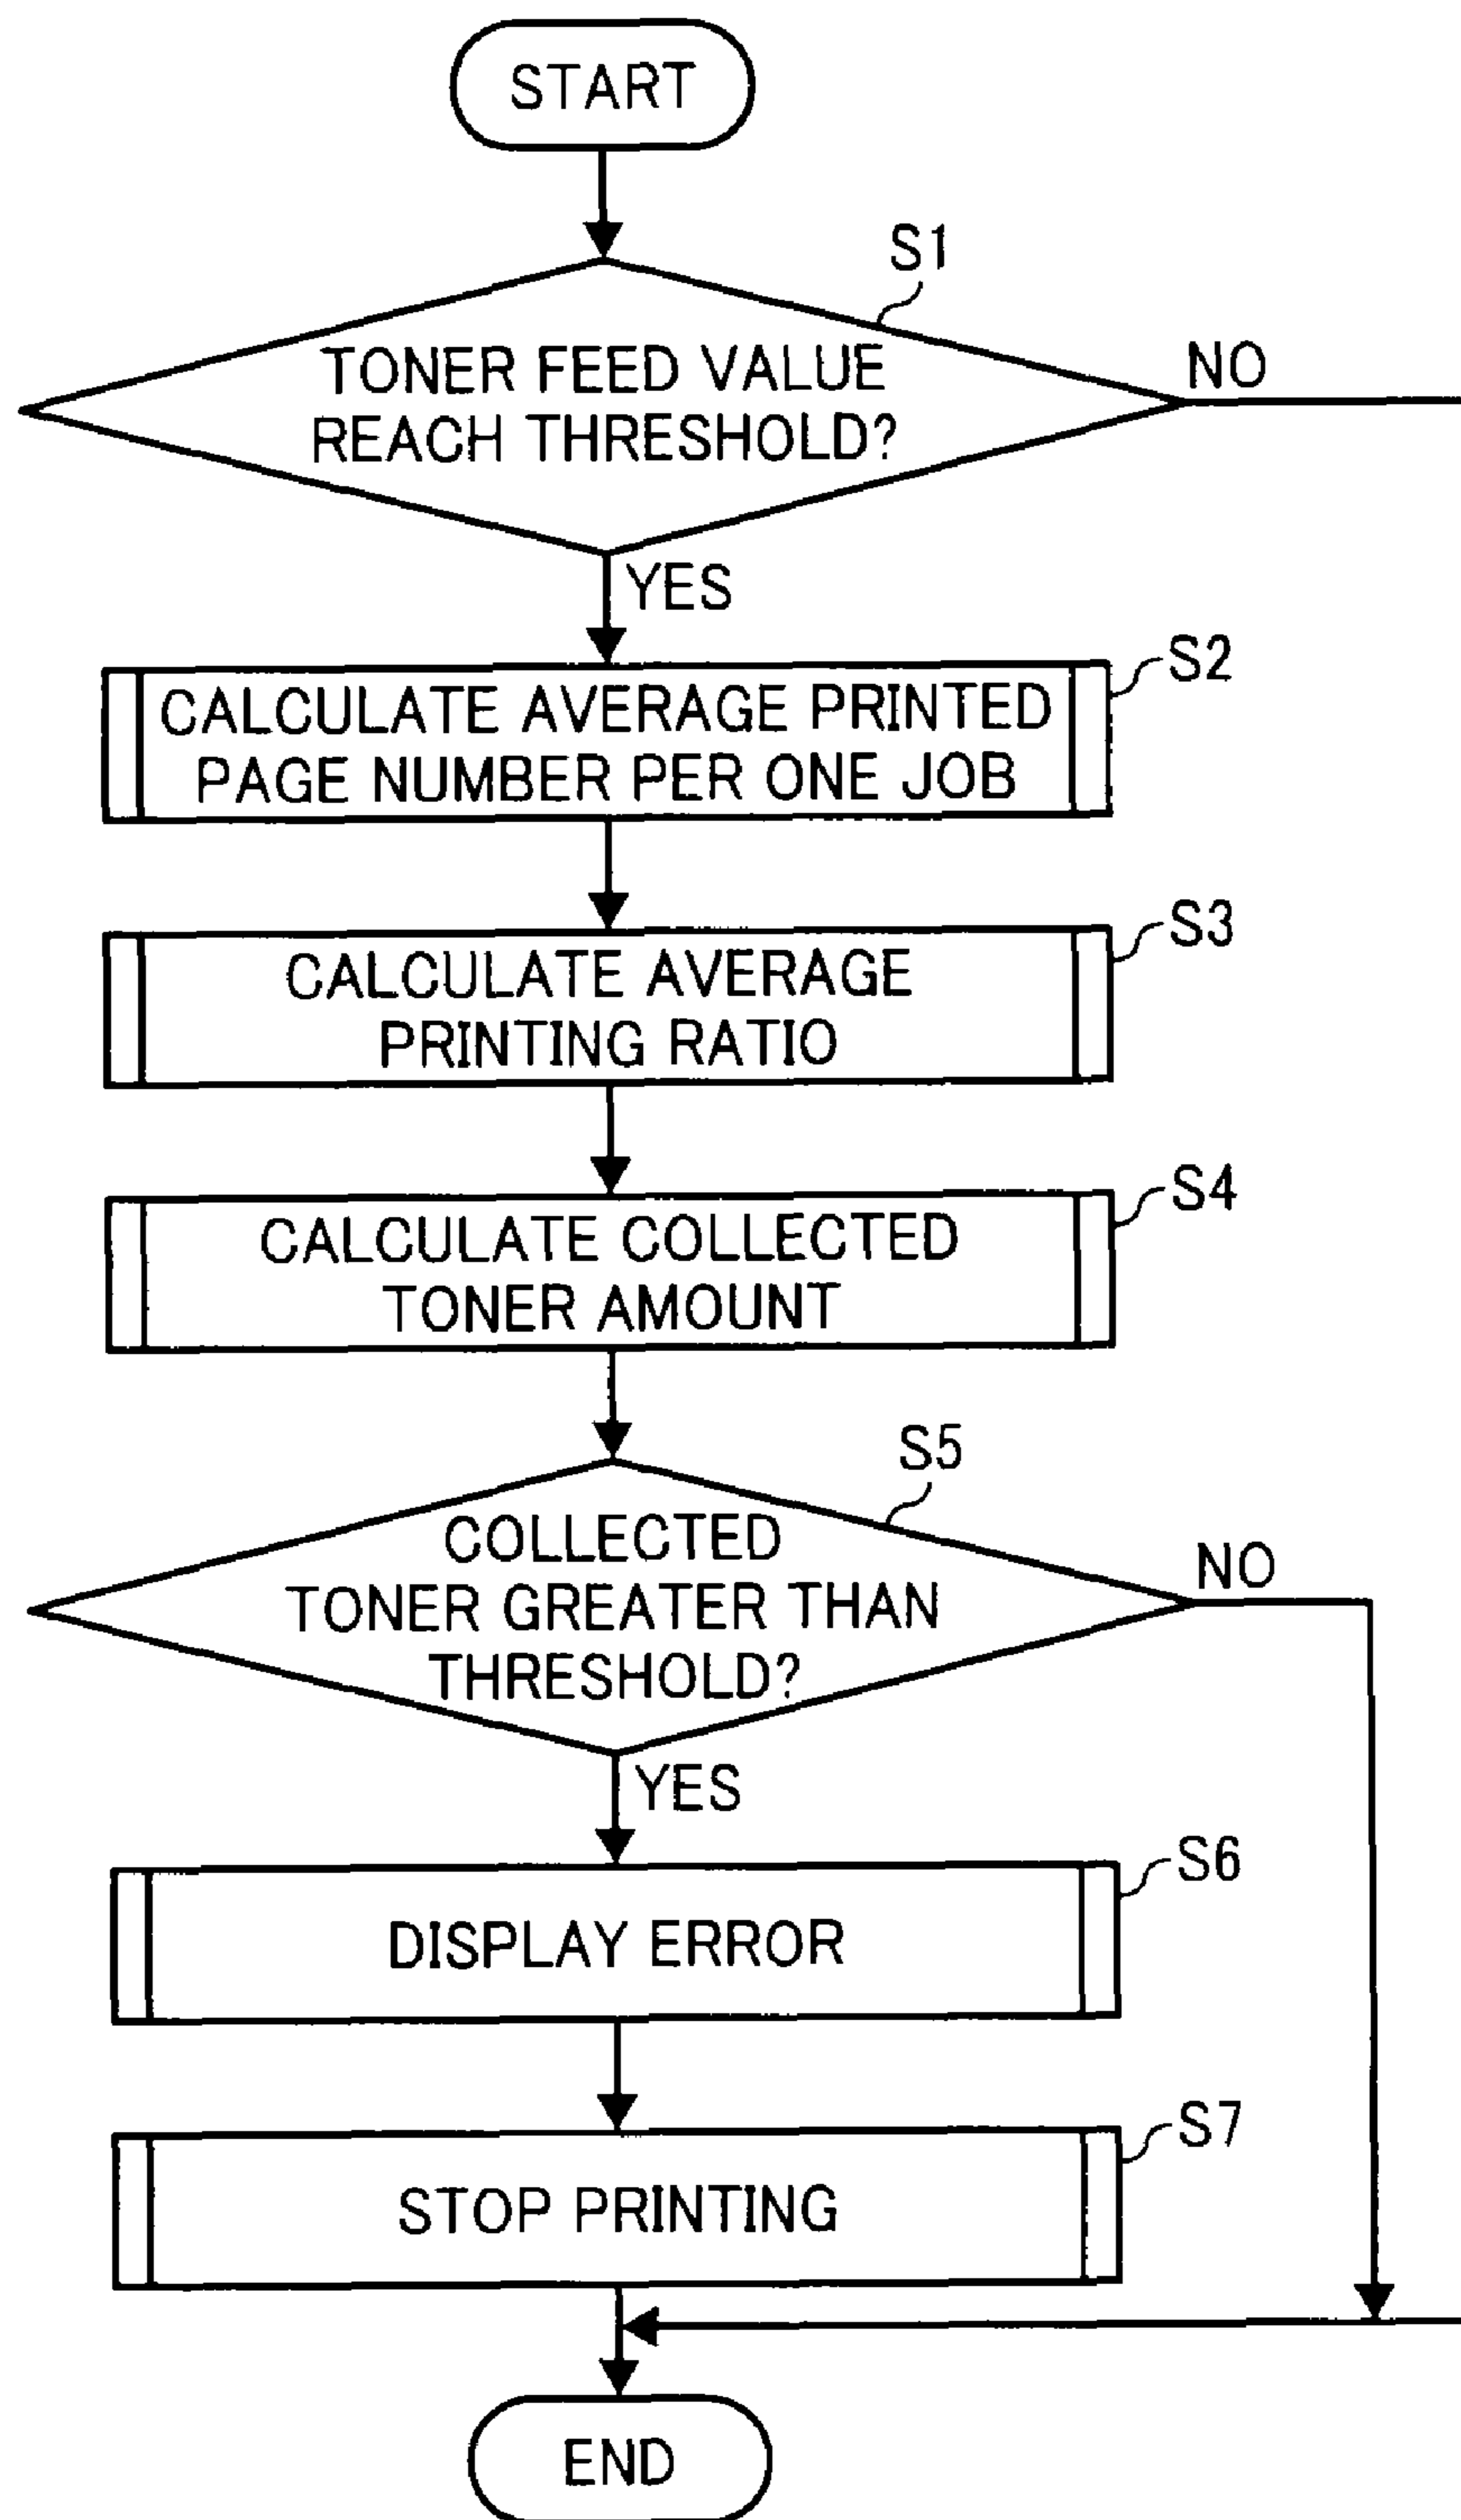 START
S1
TONER FEED VALUE
REACH THRESHOLD?
NO
YES
S2
CALCULATE AVERAGE PRINTED
PAGE NUMBER PER ONE JOB
S3
CALCULATE AVERAGE
PRINTING RATIO
S4
CALCULATE COLLECTED
TONER AMOUNT
S5
COLLECTED
TONER GREATER THAN
THRESHOLD?
NO
YES
S6
DISPLAY ERROR
S7
STOP PRINTING
END